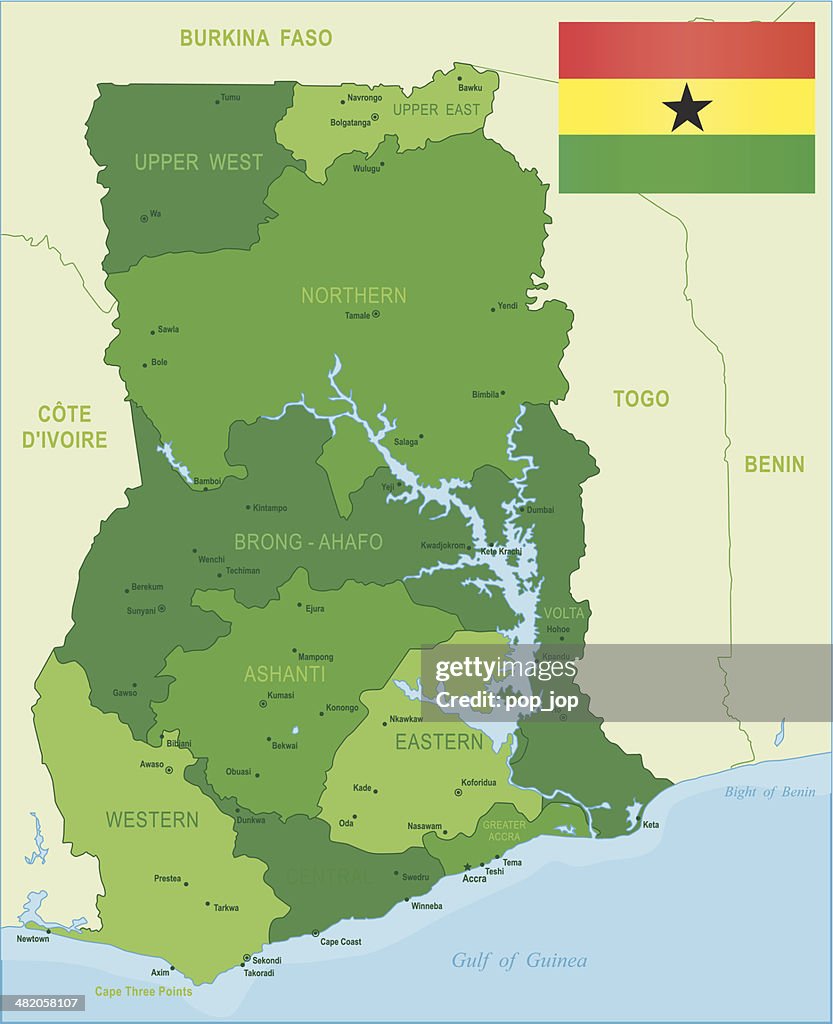 BURKINA FASO
Bawku
Tumu
Navrongo
UPPER EAST
Bolgatanga
UPPER WEST
Wulugu
Wa
NORTHERN
Yendi
Tamale
Sawla
Bole
Bimbila
TOGO
CÔTE
D'IVOIRE
Salaga
BENIN
Bamboi
Yeji
Kintampo
Dumbai
BRONG - AHAFO
Kwadjokrom
Kete Krachi
Wenchi
Techiman
Berekum
Sunyani
Ejura
VOLTA
Hohoe
Mampong
Kpandu
gettyimages®
ASHANTI
Gawso
Kumasi
Credit: pop_jop
Konongo
Nkawkaw
Bibiani
Bekwai
EASTERN
Awaso
Obuasi
Koforidua
Kade
Bight of Benin
WESTERN
Dunkwa
Oda
Nasawam
GREATER
ACCRA
Keta
Tema
Teshi
Accra
CENTRAL
Swedru
Prestea
Tarkwa
Winneba
Newtown
Cape Coast
Sekondi
Gulf of Guinea
Axim
Takoradi
Cape Three Points
482058107